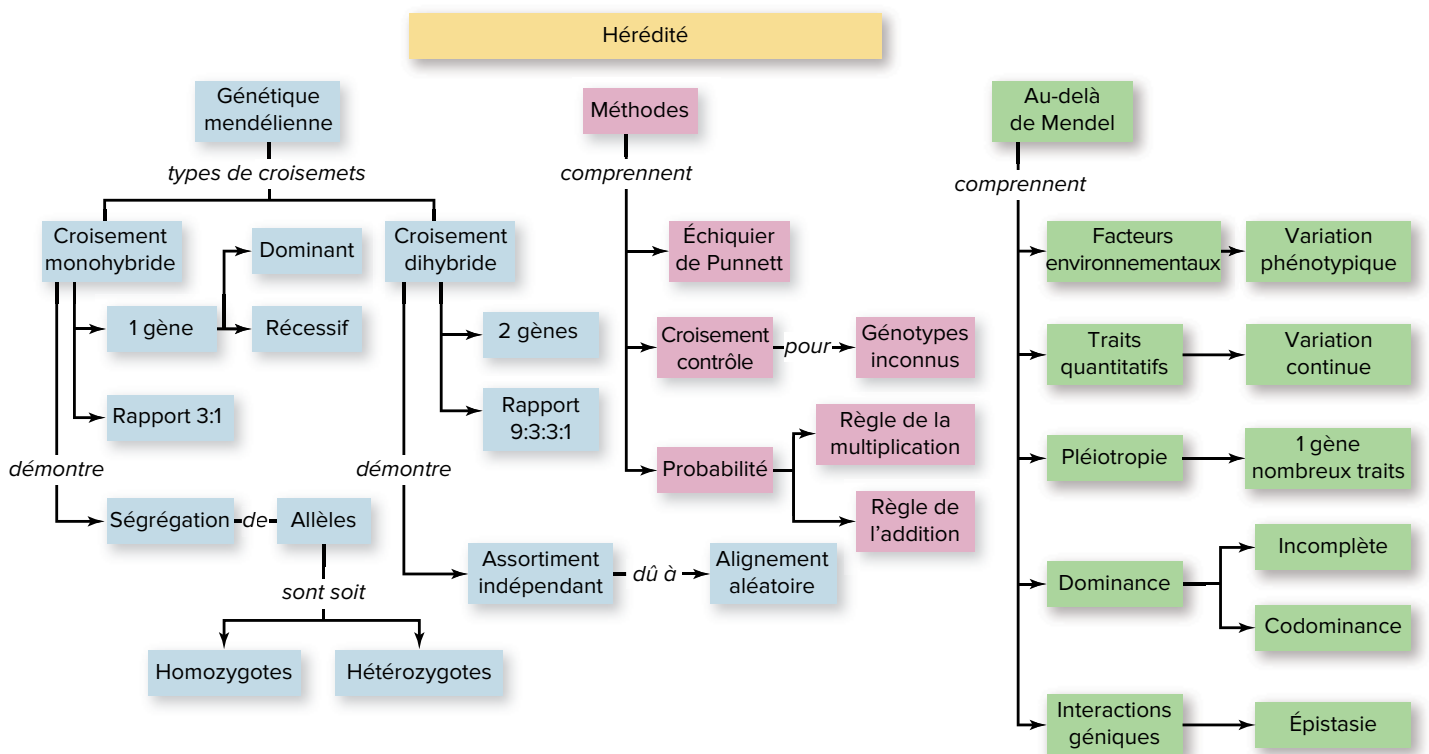 Hérédité
Génétique
mendélienne
types de croisemets
Croisement
monohybride
Dominant
1 gène
Récessif
Rapport 3:1
démontre
Ségrégation
de
Allèles
sont soit
Homozygotes
Hétérozygotes
Croisement
dihybride
2 gènes
Rapport
9:3:3:1
démontre
Assortiment
indépendant
dû à
Alignement
aléatoire
Méthodes
comprennent
Échiquier
de Punnett
Croisement
contrôle
pour
Génotypes
inconnus
Probabilité
Règle de la
multiplication
Règle de
l'addition
Au-delà
de Mendel
comprennent
Facteurs
environnementaux
Variation
phénotypique
Traits
quantitatifs
Variation
continue
Pléiotropie
1 gène
nombreux traits
Dominance
Incomplète
Codominance
Interactions
géniques
Épistasie